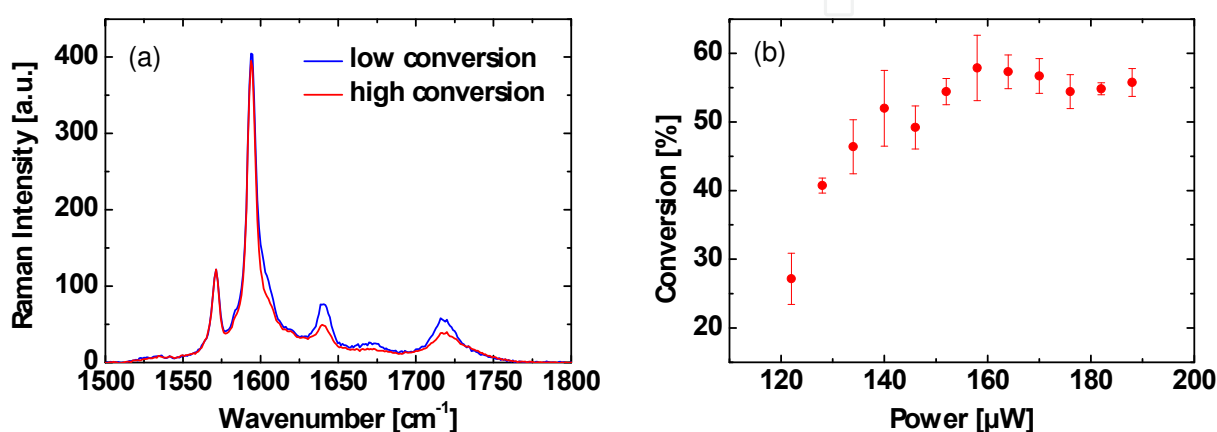 (a)
low conversion
high conversion
400
300
200
100
0
1500 1550 1600 1650 1700 1750 1800
Raman Intensity [a.u.]
Wavenumber [cm⁻¹]
(b)
60
50
40
30
20
120 140 160 180 200
Conversion [%]
Power [µW]